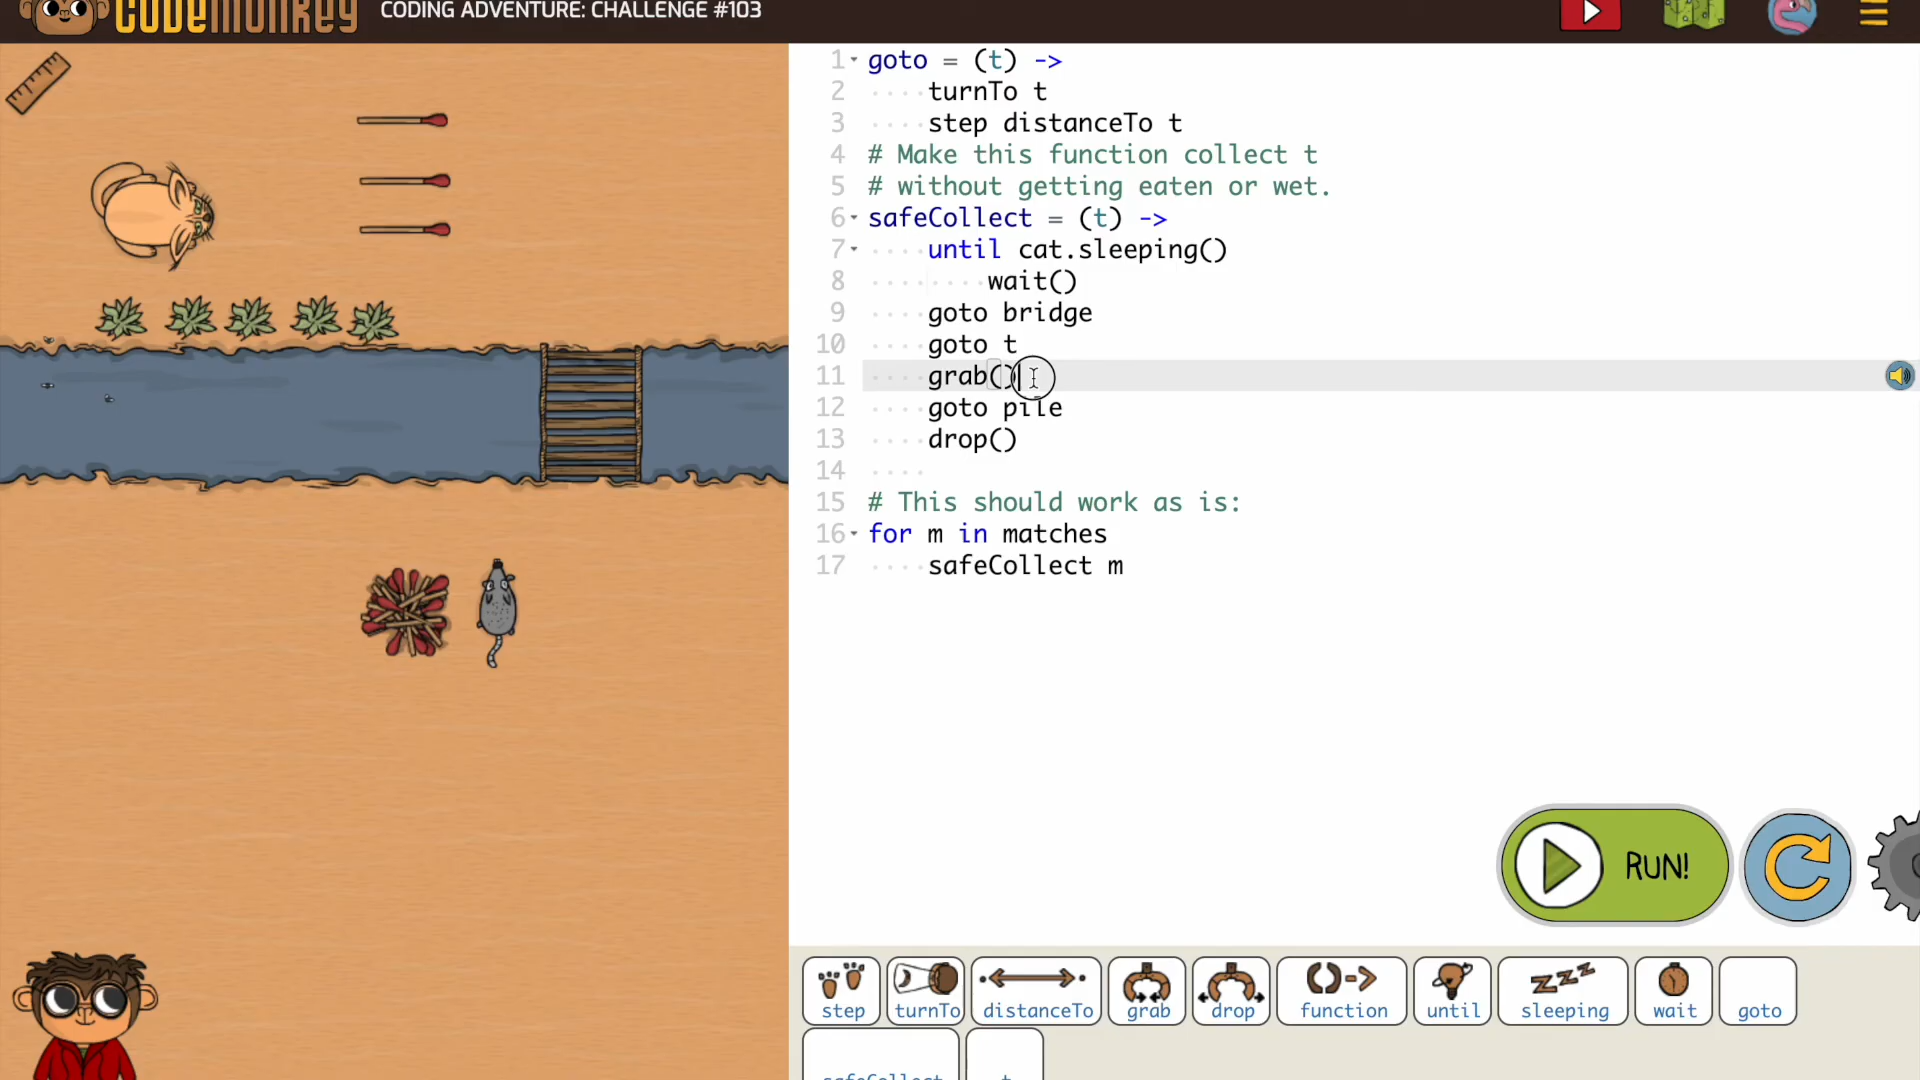 CODEMONKEY
CODING ADVENTURE: CHALLENGE #103
1 goto = (t) ->
2 turnTo t
3 step distanceTo t
4 # Make this function collect t
5 # without getting eaten or wet.
6 safeCollect = (t) ->
7 until cat.sleeping()
8 wait()
9 goto bridge
10 goto t
11 grab()
12 goto pile
13 drop()
14
15 # This should work as is:
16 for m in matches
17 safeCollect m
RUN!
step turnTo distanceTo grab drop function until sleeping wait goto
safeCollect t